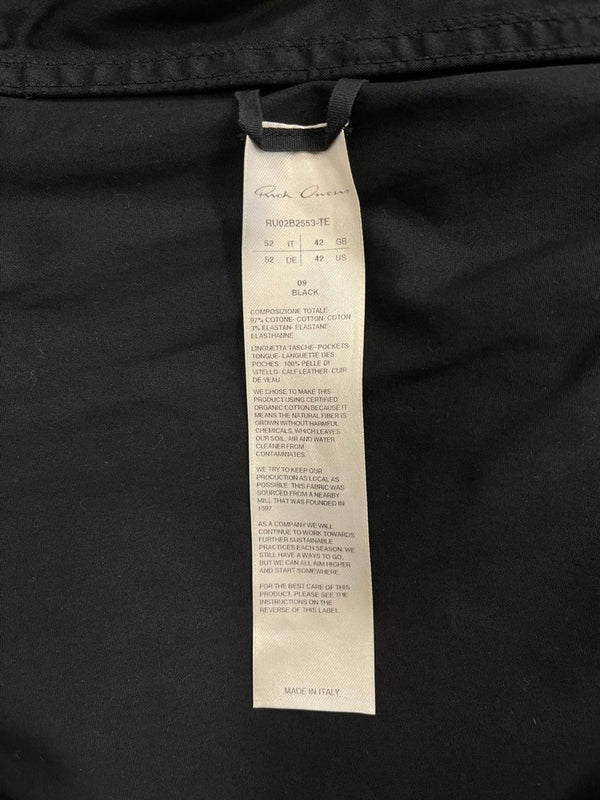 Rick Owens
RU02B2553-TE
52 IT 42 GB
52 DE 42 US
09
BLACK
COMPOSIZIONE TOTALE-
97% COTONE- COTTON- COTON
3% ELASTAN- ELASTANE-
ELASTHANNE
LINGUETTA TASCHE- POCKETS
TONGUE- LANGUETTE DES
POCHES 100% PELLE DI
VITELLO- CALF LEATHER- CUIR
DE VEAU
WE CHOSE TO MAKE THIS
PRODUCT USING CERTIFIED
ORGANIC COTTON BECAUSE IT
MEANS THE NATURAL FIBER IS
GROWN WITHOUT HARMFUL
CHEMICALS, WHICH LEAVES
OUR SOIL, AIR AND WATER
CLEANER FROM
CONTAMINATES.
WE TRY TO KEEP OUR
PRODUCTION AS LOCAL AS
POSSIBLE. THIS FABRIC WAS
SOURCED FROM A NEARBY
MILL THAT WAS FOUNDED IN
1597.
AS A COMPANY WE WILL
CONTINUE TO WORK TOWARDS
FURTHER SUSTAINABLE
PRACTICES EACH SEASON. WE
STILL HAVE A WAYS TO GO,
BUT WE CAN ALL AIM HIGHER
AND START SOMEWHERE.
FOR THE BEST CARE OF THIS
PRODUCT, PLEASE SEE THE
INSTRUCTIONS ON THE
REVERSE OF THIS LABEL.
MADE IN ITALY